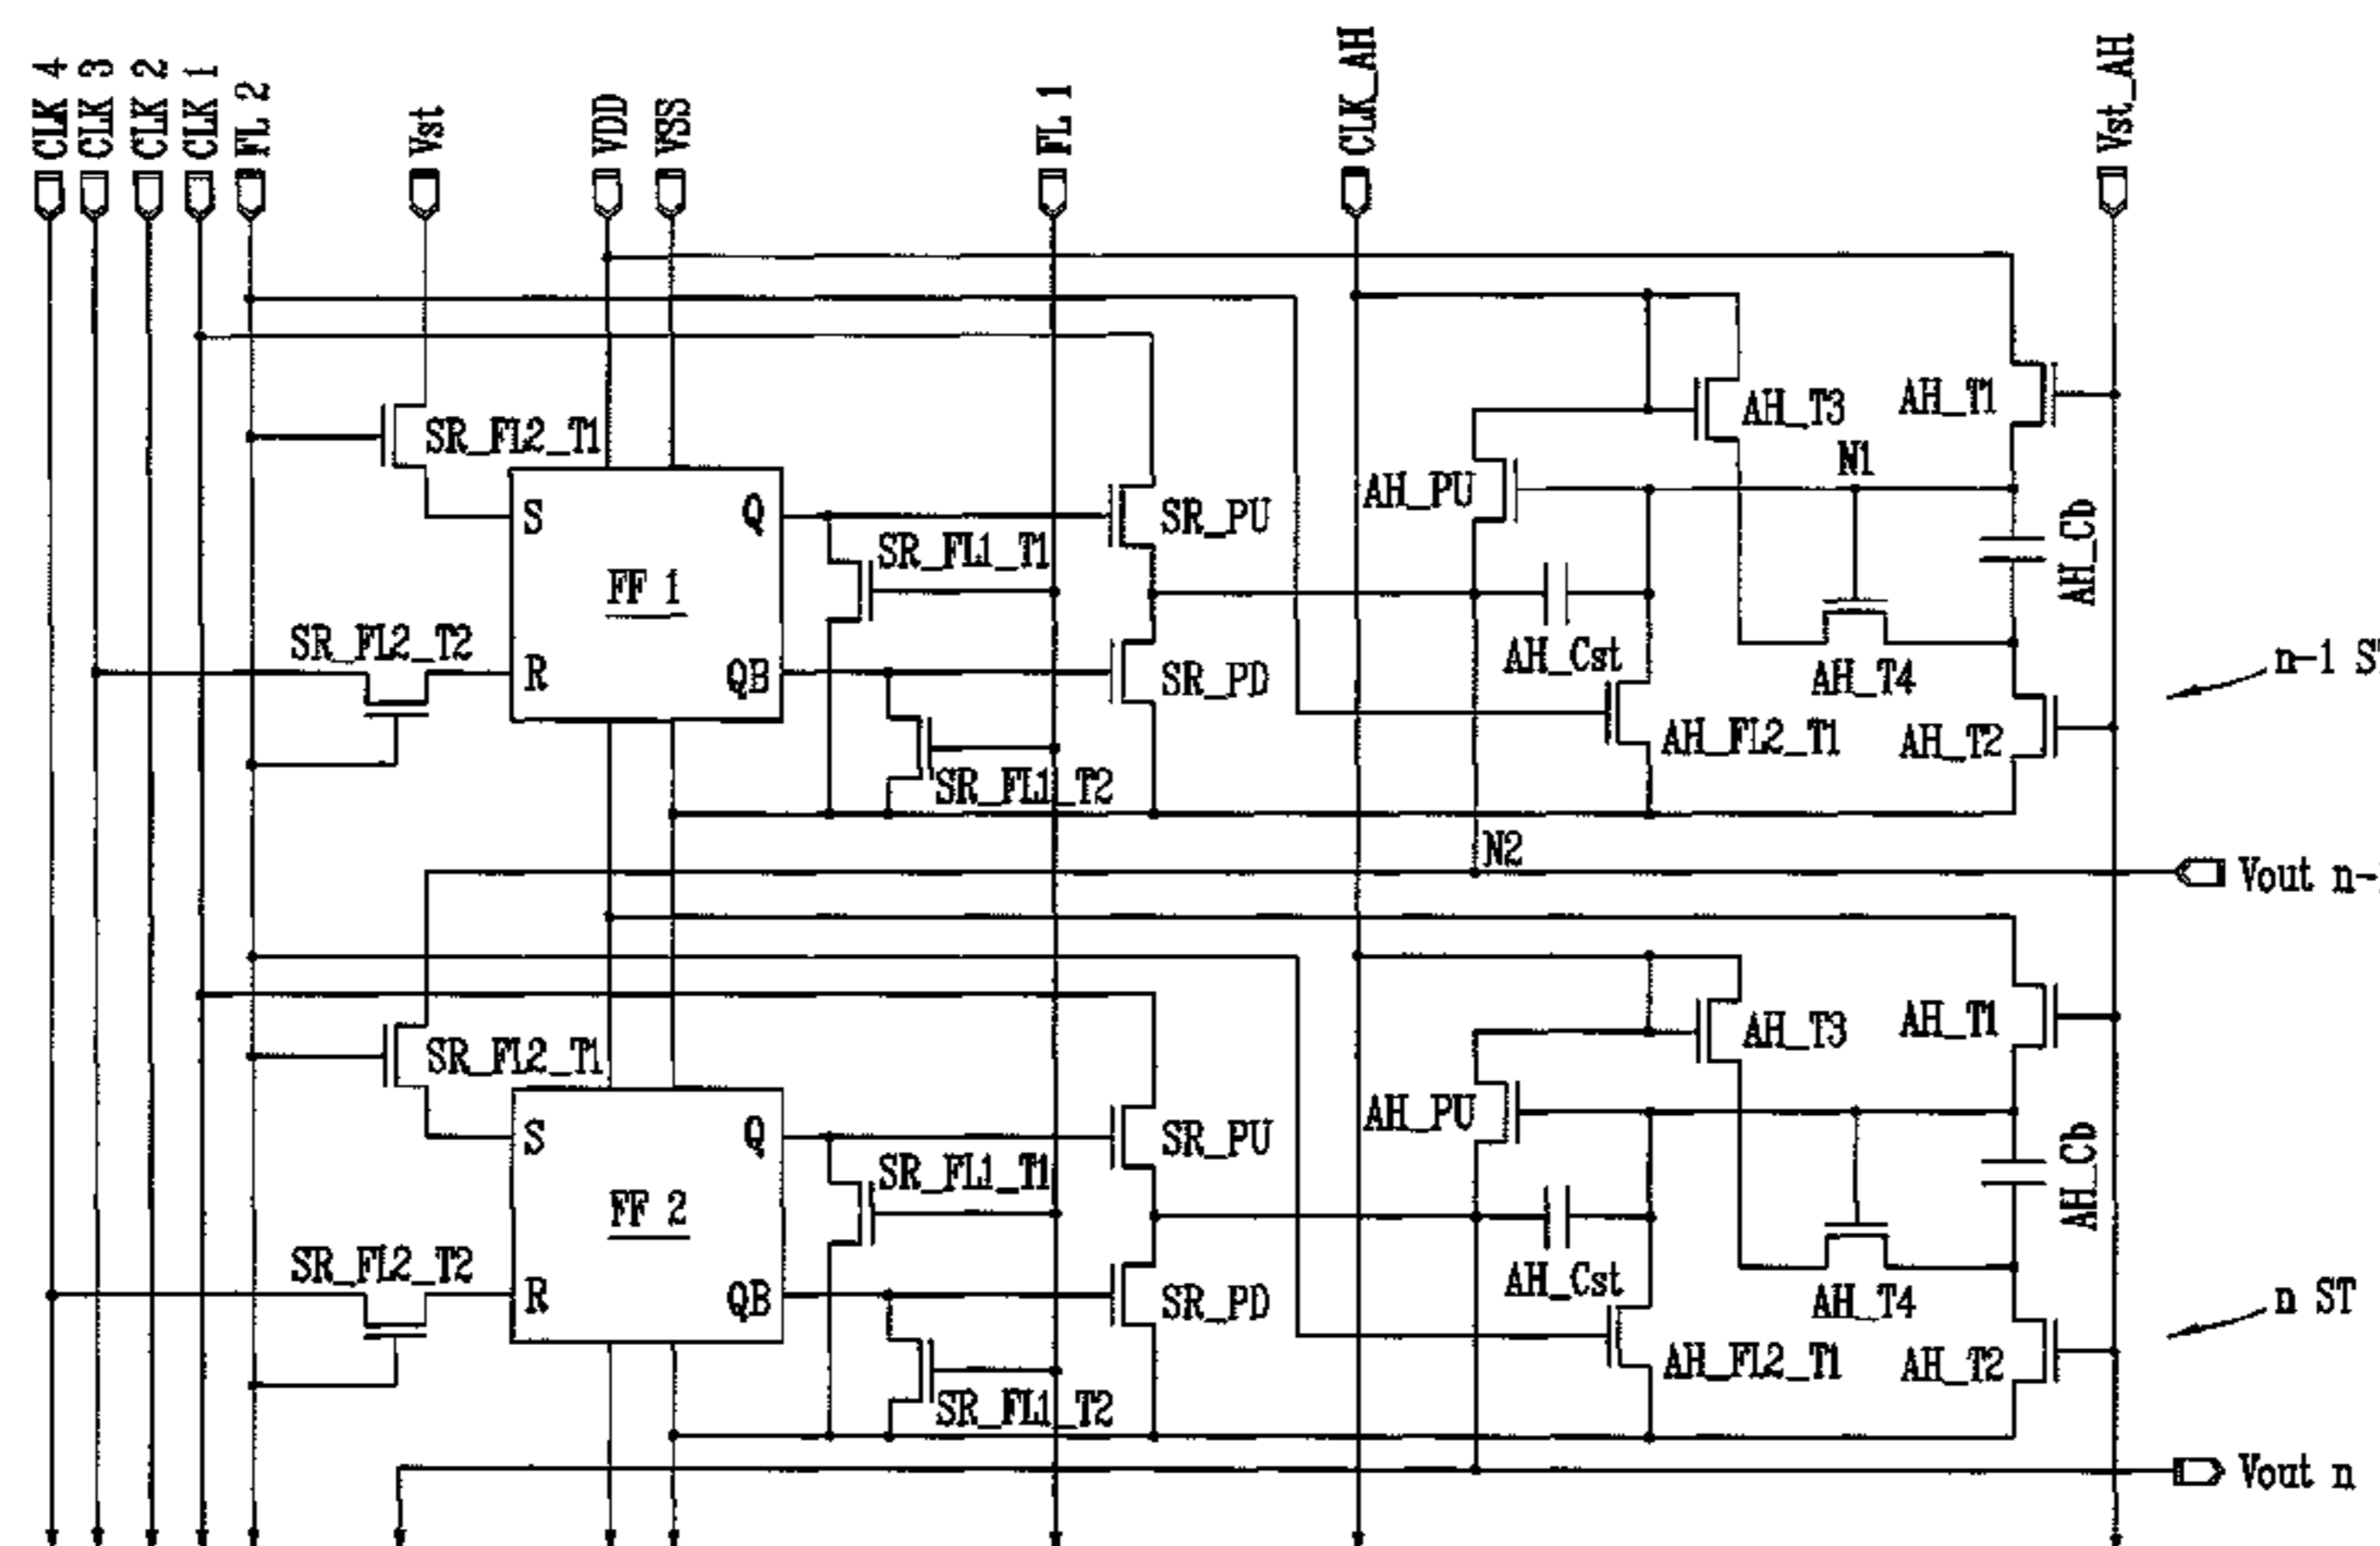 CLK 4
CLK 3
CLK 2
CLK 1
FL 2
Vst
VDD
VSS
FL 1
CLK_AH
Vst_AH
SR_FL2_T1
AH_T3
AH_T1
N1
AH_PU
S
Q
SR_PU
SR_FL1_T1
FF 1
AH_Cb
SR_FL2_T2
R
QB
SR_PD
AH_Cst
AH_T4
n-1 S
AH_FL2_T1
AH_T2
SR_FL1_T2
N2
Vout n-
SR_FL2_T1
AH_T3
AH_T1
AH_PU
S
Q
SR_PU
SR_FL1_T1
AH_Cb
FF 2
SR_FL2_T2
R
QB
SR_PD
AH_Cst
AH_T4
n ST
AH_FL2_T1
AH_T2
SR_FL1_T2
Vout n